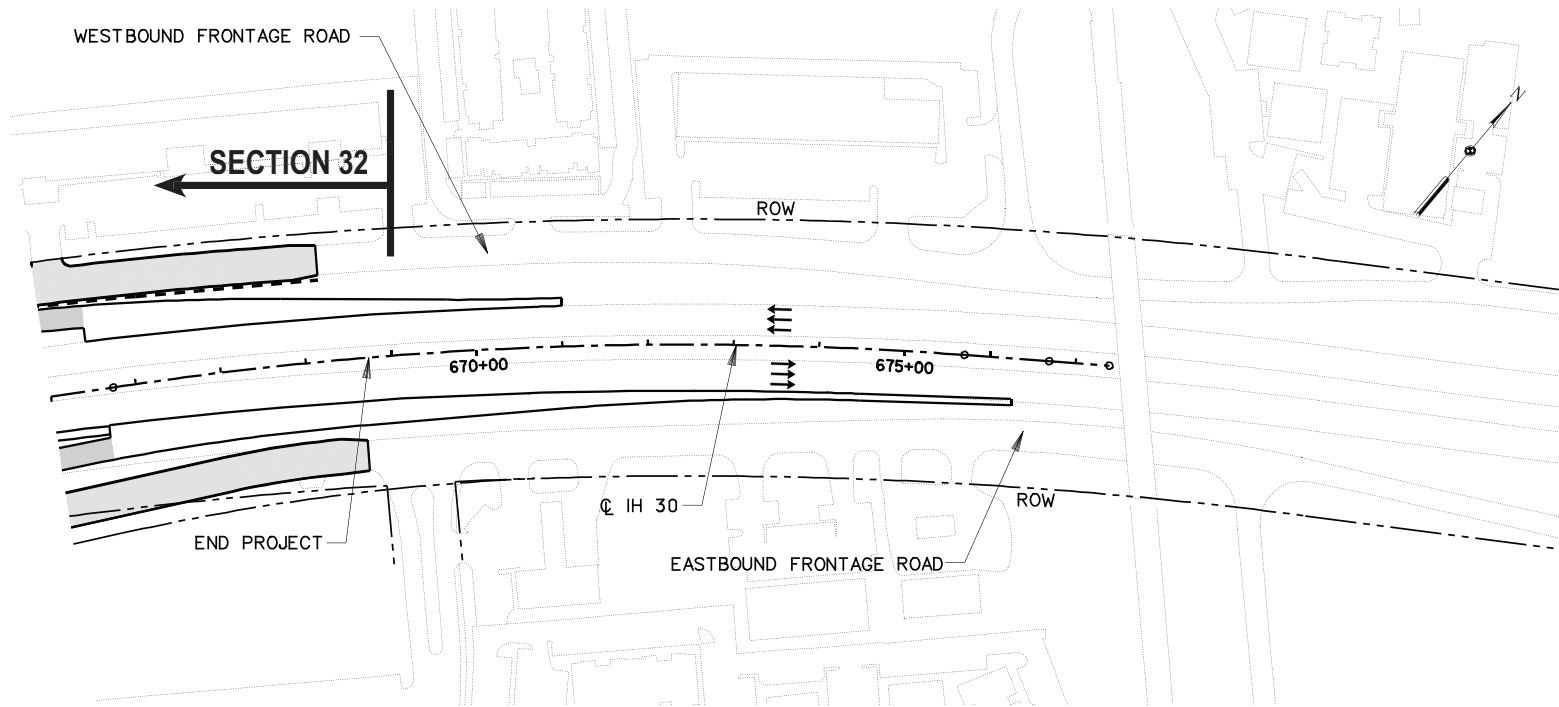 WESTBOUND FRONTAGE ROAD
N
SECTION 32
ROW
670+00
675+00
ROW
℄ IH 30
END PROJECT
EASTBOUND FRONTAGE ROAD